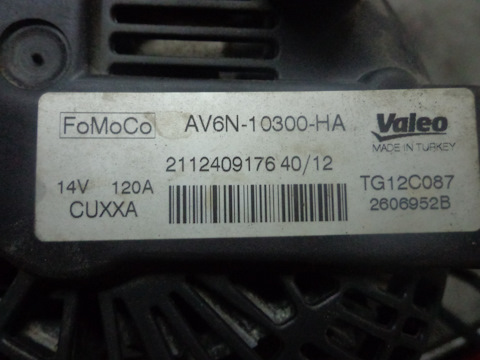 FoMoCo AV6N-10300-HA Valeo
MADE IN TURKEY
2112409176 40/12
14V 120A TG12C087
CUXXA 2606952B